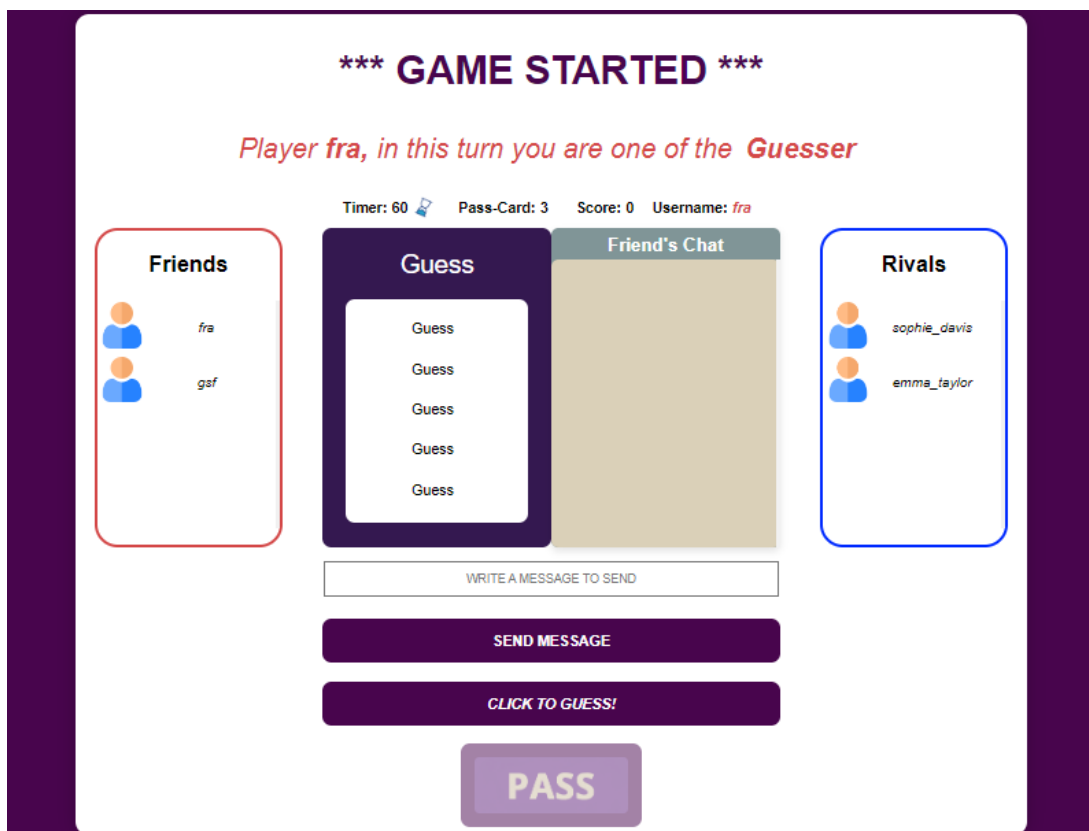 *** GAME STARTED ***
Player fra, in this turn you are one of the Guesser
Timer: 60 Pass-Card: 3 Score: 0 Username: fra
Friends
fra
gsf
Guess
Guess
Guess
Guess
Guess
Guess
Friend's Chat
Rivals
sophie_davis
emma_taylor
WRITE A MESSAGE TO SEND
SEND MESSAGE
CLICK TO GUESS!
PASS